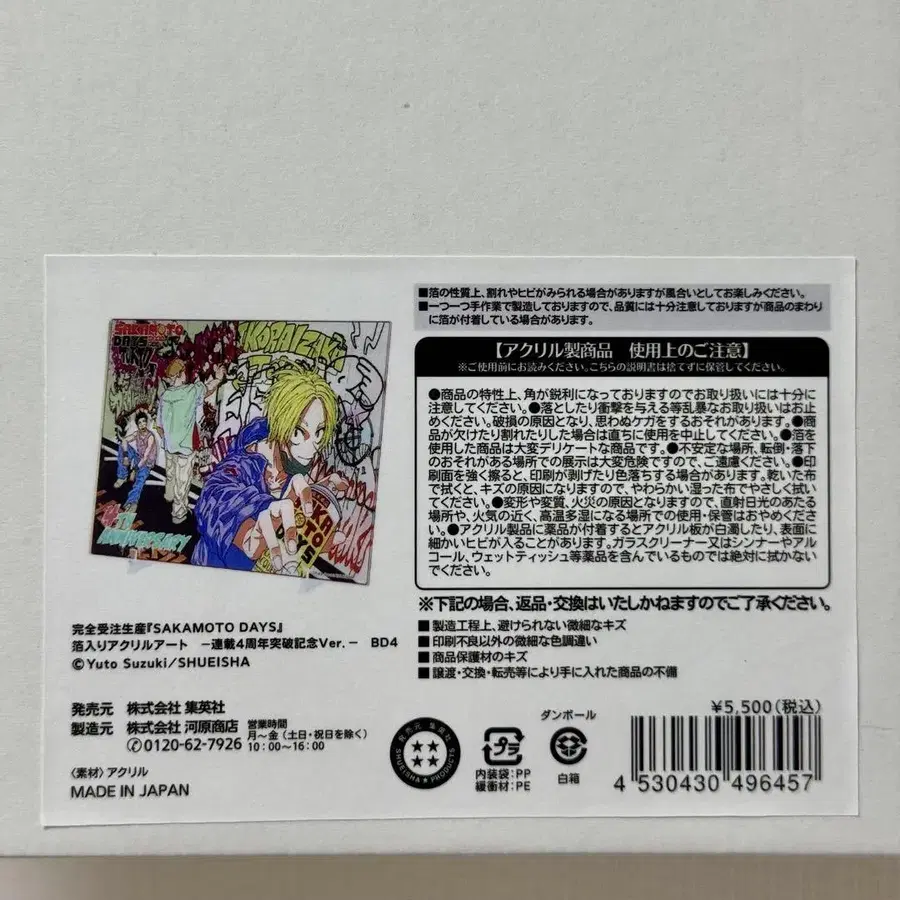 SAKAMOTO
DAYS
TH
ANNIVERSARY
完全受注生産『SAKAMOTO DAYS』
箔入りアクリルアート －連載4周年突破記念Ver.－ BD4
©Yuto Suzuki/SHUEISHA
発売元 株式会社 集英社
製造元 株式会社 河原商店 営業時間
月～金(土日・祝日を除く)
✆0120-62-7926 10:00～16:00
〈素材〉アクリル
MADE IN JAPAN
■箔の性質上、割れやヒビがみられる場合がありますが風合いとしてお楽しみください。
■一つ一つ手作業で製造しておりますので、品質には十分注意しておりますが商品のまわり
に箔が付着している場合があります。
【アクリル製商品 使用上のご注意】
※ご使用前にお読みください。こちらの説明書は捨てずに保管してください。
●商品の特性上、角が鋭利になっておりますのでお取り扱いには十分に
注意してください。●落としたり衝撃を与える等乱暴なお取り扱いはお止
めください。破損の原因となり、思わぬケガをするおそれがあります。●商
品が欠けたり割れたりした場合は直ちに使用を中止してください。●箔を
使用した商品は大変デリケートな商品です。●不安定な場所、転倒・落下
のおそれがある場所での展示は大変危険ですので、ご遠慮ください。●印
刷面を強く擦ると、印刷が剥げたり色落ちする場合があります。乾いた布
で拭くと、キズの原因になりますので、やわらかい湿った布でやさしく拭い
てください。●変形や変質、火災の原因となりますので、直射日光のあたる
場所や、火気の近く、高温多湿になる場所での使用・保管はおやめくださ
い。●アクリル製品に薬品が付着するとアクリル板が白濁したり、表面に
細かいヒビが入ることがあります。ガラスクリーナー又はシンナーやアル
コール、ウェットティッシュ等薬品を含んでいるものでは絶対に拭かない
でください。
※下記の場合、返品・交換はいたしかねますのでご了承ください。
■製造工程上、避けられない微細なキズ
■印刷不良以外の微細な色調違い
■商品保護材のキズ
■譲渡・交換・転売等により手に入れた商品の不備
発売元 集英社
SHUEISHA PRODUCTS
プラ
内装袋:PP
緩衝材:PE
ダンボール
白箱
¥5,500(税込)
4 530430 496457